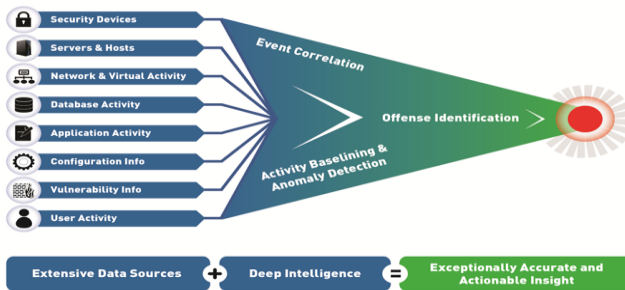 Security Devices
Servers & Hosts
Network & Virtual Activity
Database Activity
Application Activity
Configuration Info
Vulnerability Info
User Activity
Event Correlation
Activity Baselining &
Anomaly Detection
Offense Identification
Extensive Data Sources
+
Deep Intelligence
=
Exceptionally Accurate and
Actionable Insight